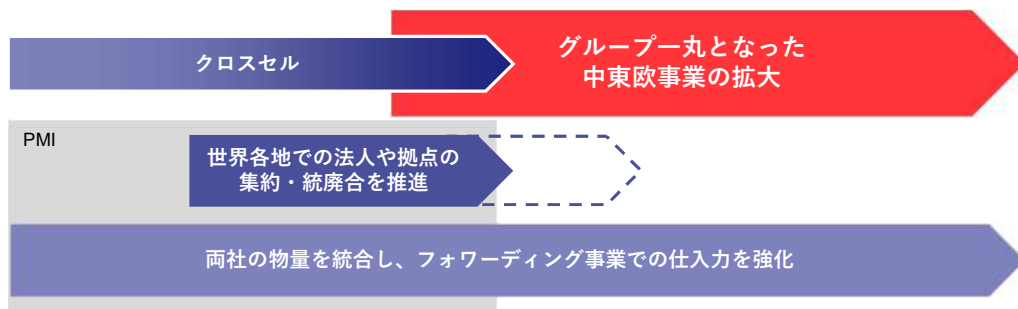 クロスセル
グループ一丸となった
中東欧事業の拡大
PMI
世界各地での法人や拠点の
集約・統廃合を推進
両社の物量を統合し、フォワーディング事業での仕入力を強化